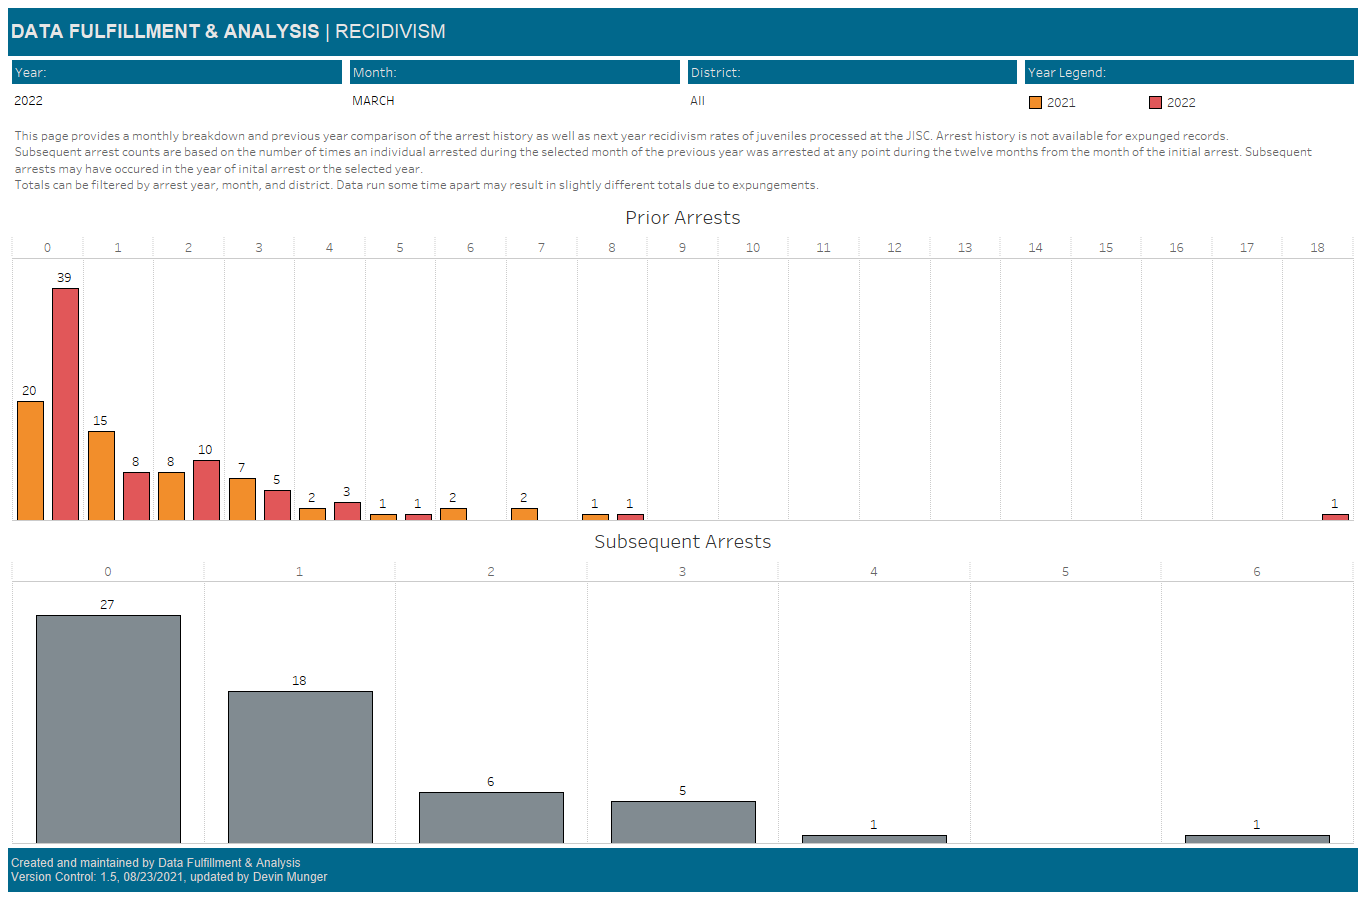 DATA FULFILLMENT & ANALYSIS | RECIDIVISM
Year: Month: District: Year Legend:
2022 MARCH All 2021 2022
This page provides a monthly breakdown and previous year comparison of the arrest history as well as next year recidivism rates of juveniles processed at the JISC. Arrest history is not available for expunged records.
Subsequent arrest counts are based on the number of times an individual arrested during the selected month of the previous year was arrested at any point during the twelve months from the month of the initial arrest. Subsequent
arrests may have occured in the year of inital arrest or the selected year.
Totals can be filtered by arrest year, month, and district. Data run some time apart may result in slightly different totals due to expungements.
Prior Arrests
0 1 2 3 4 5 6 7 8 9 10 11 12 13 14 15 16 17 18
39
20
15
10
8 8
7
5
2 3 1 1 2 2 1 1 1
Subsequent Arrests
0 1 2 3 4 5 6
27
18
6
5
1 1
Created and maintained by Data Fulfillment & Analysis
Version Control: 1.5, 08/23/2021, updated by Devin Munger